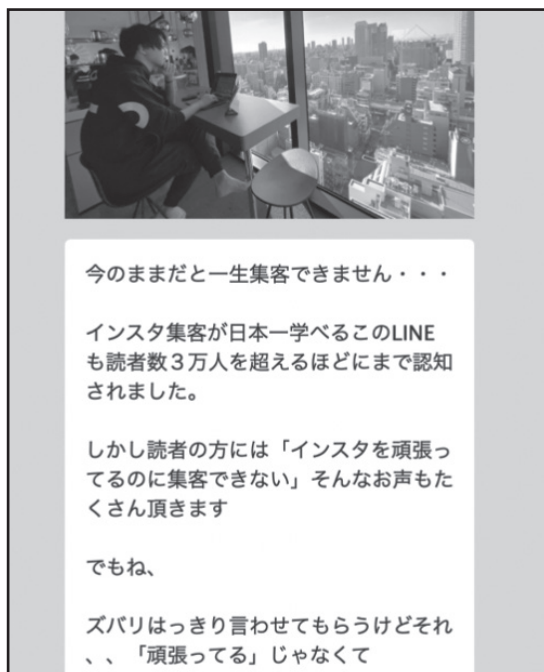 今のままだと一生集客できません・・・
インスタ集客が日本一学べるこのLINE
も読者数３万人を超えるほどにまで認知
されました。
しかし読者の方には「インスタを頑張っ
てるのに集客できない」そんなお声もた
くさん頂きます
でもね、
ズバリはっきり言わせてもらうけどそれ
、、「頑張ってる」じゃなくて